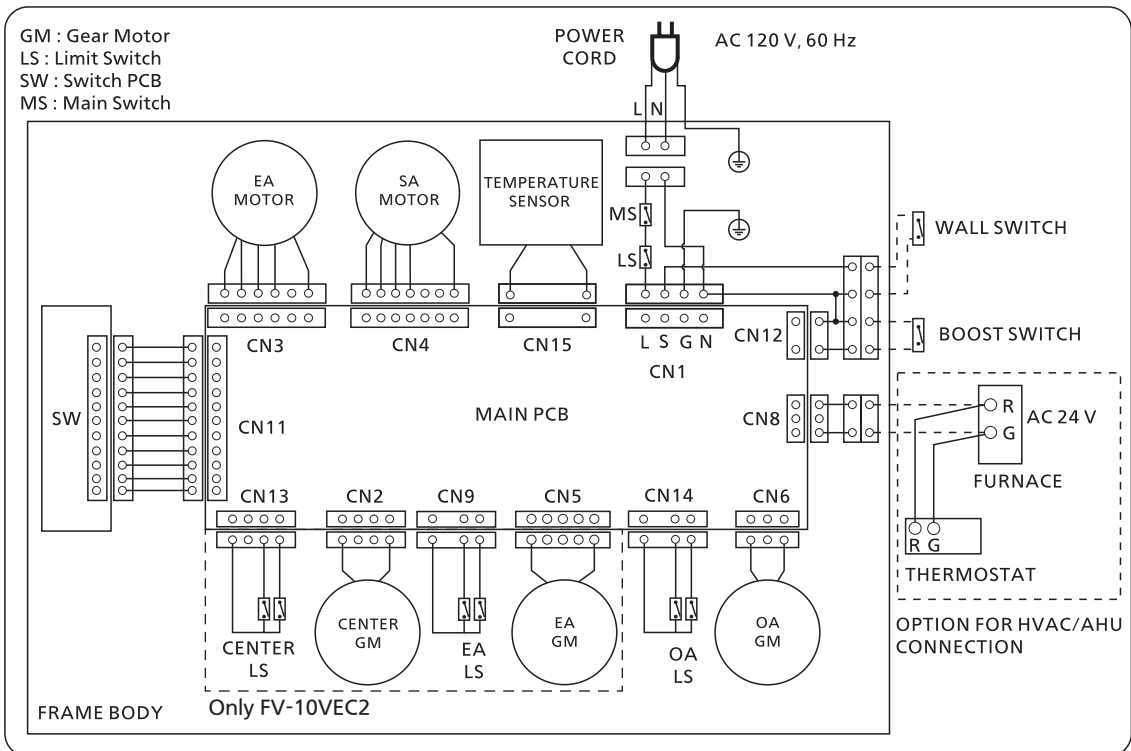 GM : Gear Motor
LS : Limit Switch
SW : Switch PCB
MS : Main Switch
POWER
CORD
AC 120 V, 60 Hz
L N
EA
MOTOR
SA
MOTOR
TEMPERATURE
SENSOR
MS
LS
WALL SWITCH
BOOST SWITCH
CN3
CN4
CN15
L S G N
CN1
CN12
SW
CN11
MAIN PCB
CN8
R
G
AC 24 V
FURNACE
R G
THERMOSTAT
OPTION FOR HVAC/AHU
CONNECTION
CN13
CN2
CN9
CN5
CN14
CN6
CENTER
LS
CENTER
GM
EA
LS
EA
GM
OA
LS
OA
GM
Only FV-10VEC2
FRAME BODY